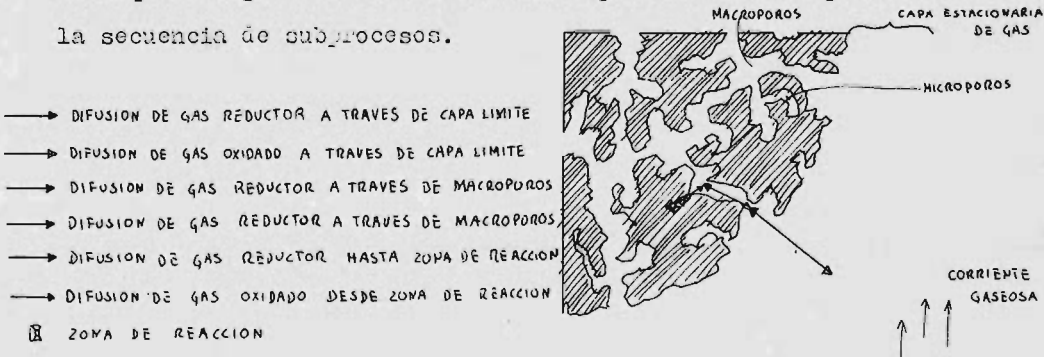 la secuencia de subprocesos.
MACROPOROS
CAPA ESTACIONARIA
DE GAS
MICROPOROS
DIFUSION DE GAS REDUCTOR A TRAVES DE CAPA LIMITE
DIFUSION DE GAS OXIDADO A TRAVES DE CAPA LIMITE
DIFUSION DE GAS REDUCTOR A TRAVES DE MACROPOROS
DIFUSION DE GAS REDUCTOR A TRAVES DE MACROPOROS
DIFUSION DE GAS REDUCTOR HASTA ZONA DE REACCION
DIFUSION DE GAS OXIDADO DESDE ZONA DE REACCION
ZONA DE REACCION
CORRIENTE
GASEOSA